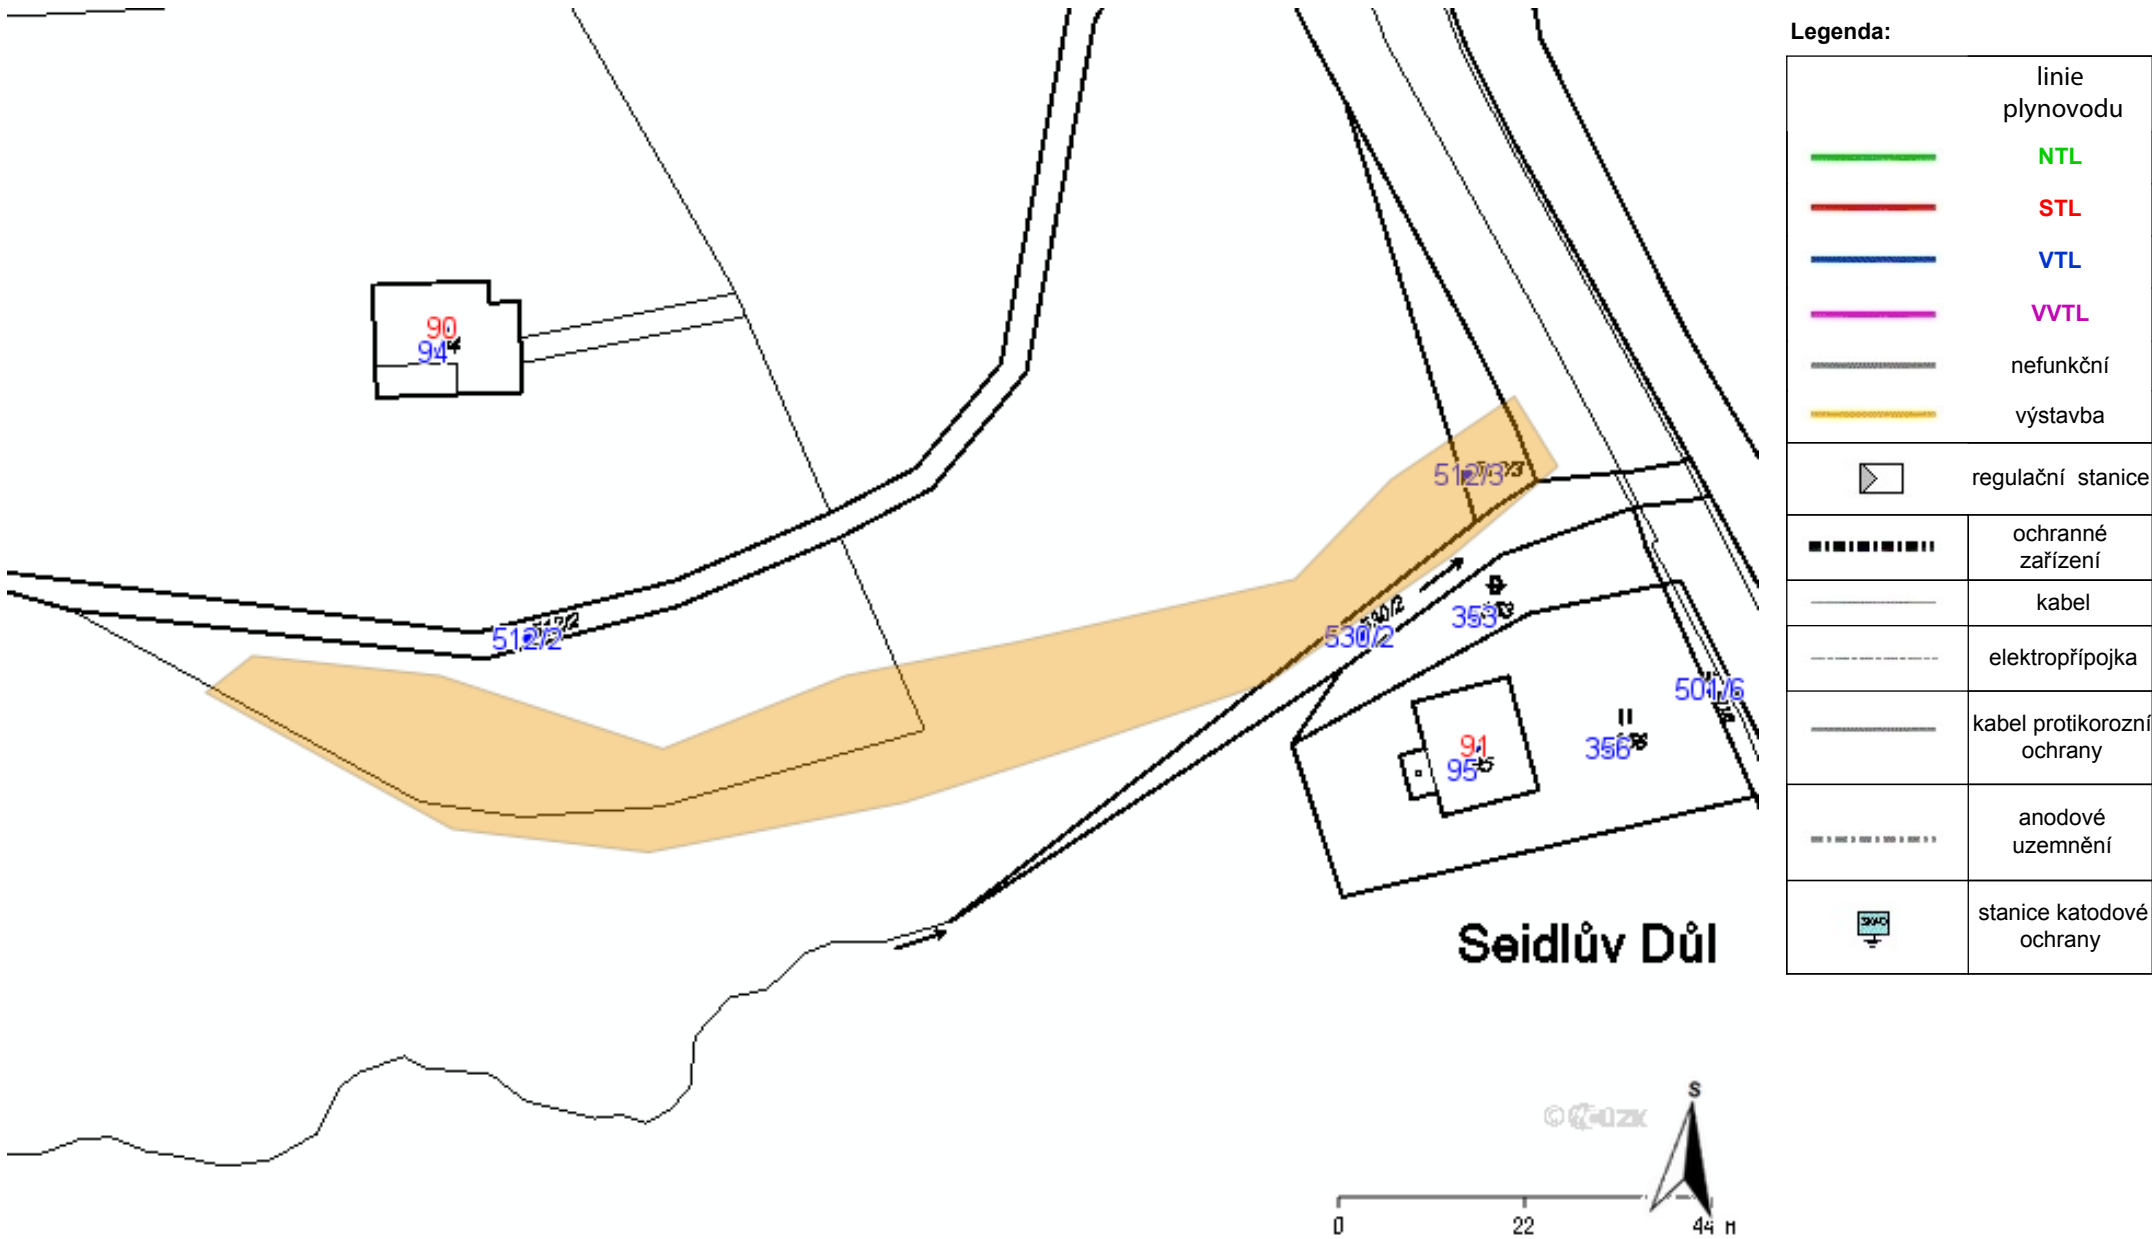 Legenda:
linie
plynovodu
NTL
STL
VTL
VVTL
nefunkční
výstavba
regulační stanice
ochranné
zařízení
kabel
elektropřípojka
kabel protikorozní
ochrany
anodové
uzemnění
stanice katodové
ochrany
90
94
512/3
512/2
530/2
353
501/6
91
95
356
Seidlův Důl
S
0 22 44 M